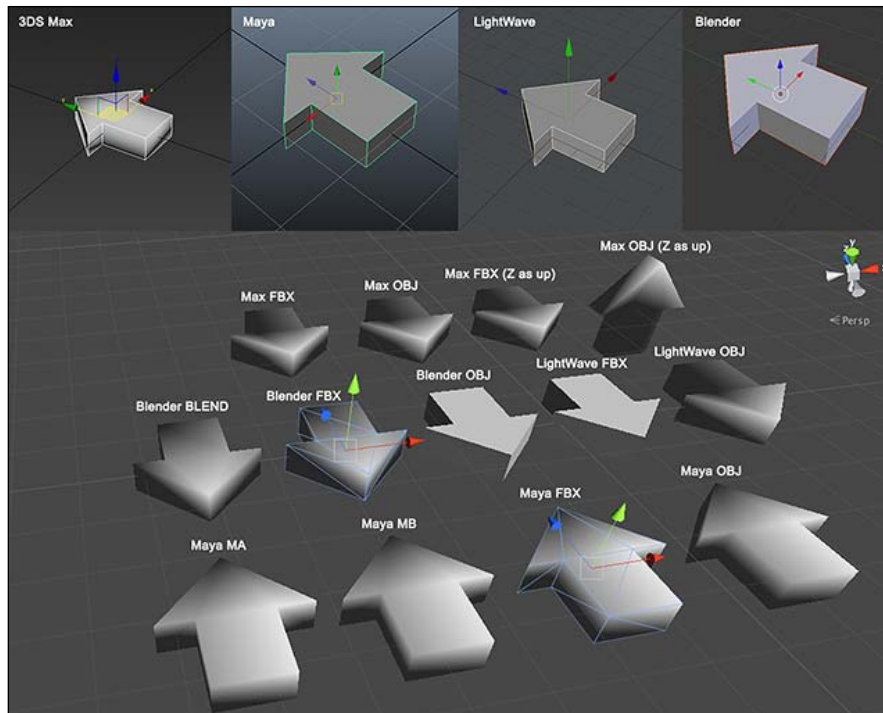 3DS Max
Maya
LightWave
Blender
Max OBJ (Z as up)
Max FBX (Z as up)
Max OBJ
Max FBX
y
z
Persp
LightWave OBJ
LightWave FBX
Blender OBJ
Blender FBX
Blender BLEND
Maya OBJ
Maya FBX
Maya MB
Maya MA